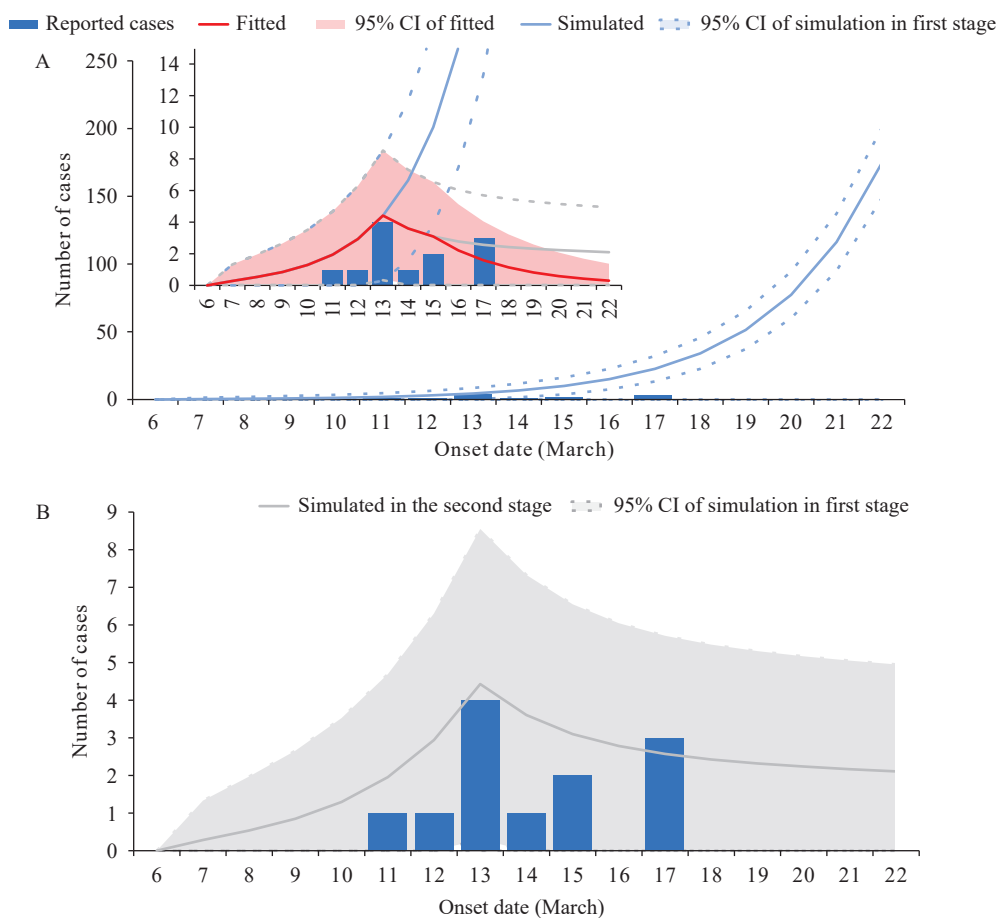 Reported cases Fitted 95% CI of fitted Simulated 95% CI of simulation in first stage
A
250
200
150
100
50
0
Number of cases
14
12
10
8
6
4
2
0
6 7 8 9 10 11 12 13 14 15 16 17 18 19 20 21 22
6 7 8 9 11 11 12 13 14 15 16 17 18 19 20 21 22
Onset date (March)
B
Simulated in the second stage 95% CI of simulation in first stage
9
8
7
6
5
4
3
2
1
0
Number of cases
6 7 8 9 10 11 12 13 14 15 16 17 18 19 20 21 22
Onset date (March)